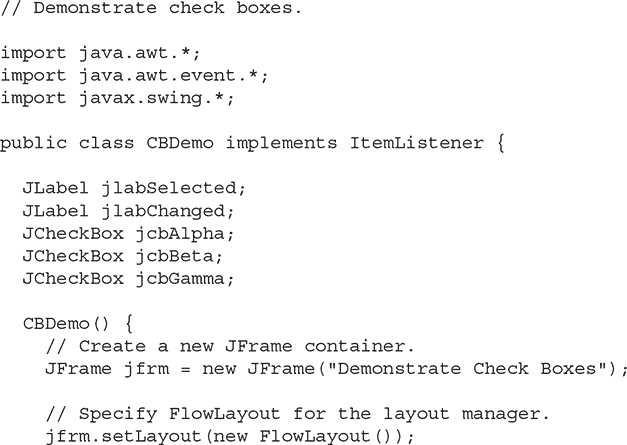 // Demonstrate check boxes.
import java.awt.*;
import java.awt.event.*;
import javax.swing.*;
public class CBDemo implements ItemListener {
JLabel jlabSelected;
JLabel jlabChanged;
JCheckBox jcbAlpha;
JCheckBox jcbBeta;
JCheckBox jcbGamma;
CBDemo() {
// Create a new JFrame container.
JFrame jfrm = new JFrame("Demonstrate Check Boxes");
// Specify FlowLayout for the layout manager.
jfrm.setLayout(new FlowLayout());